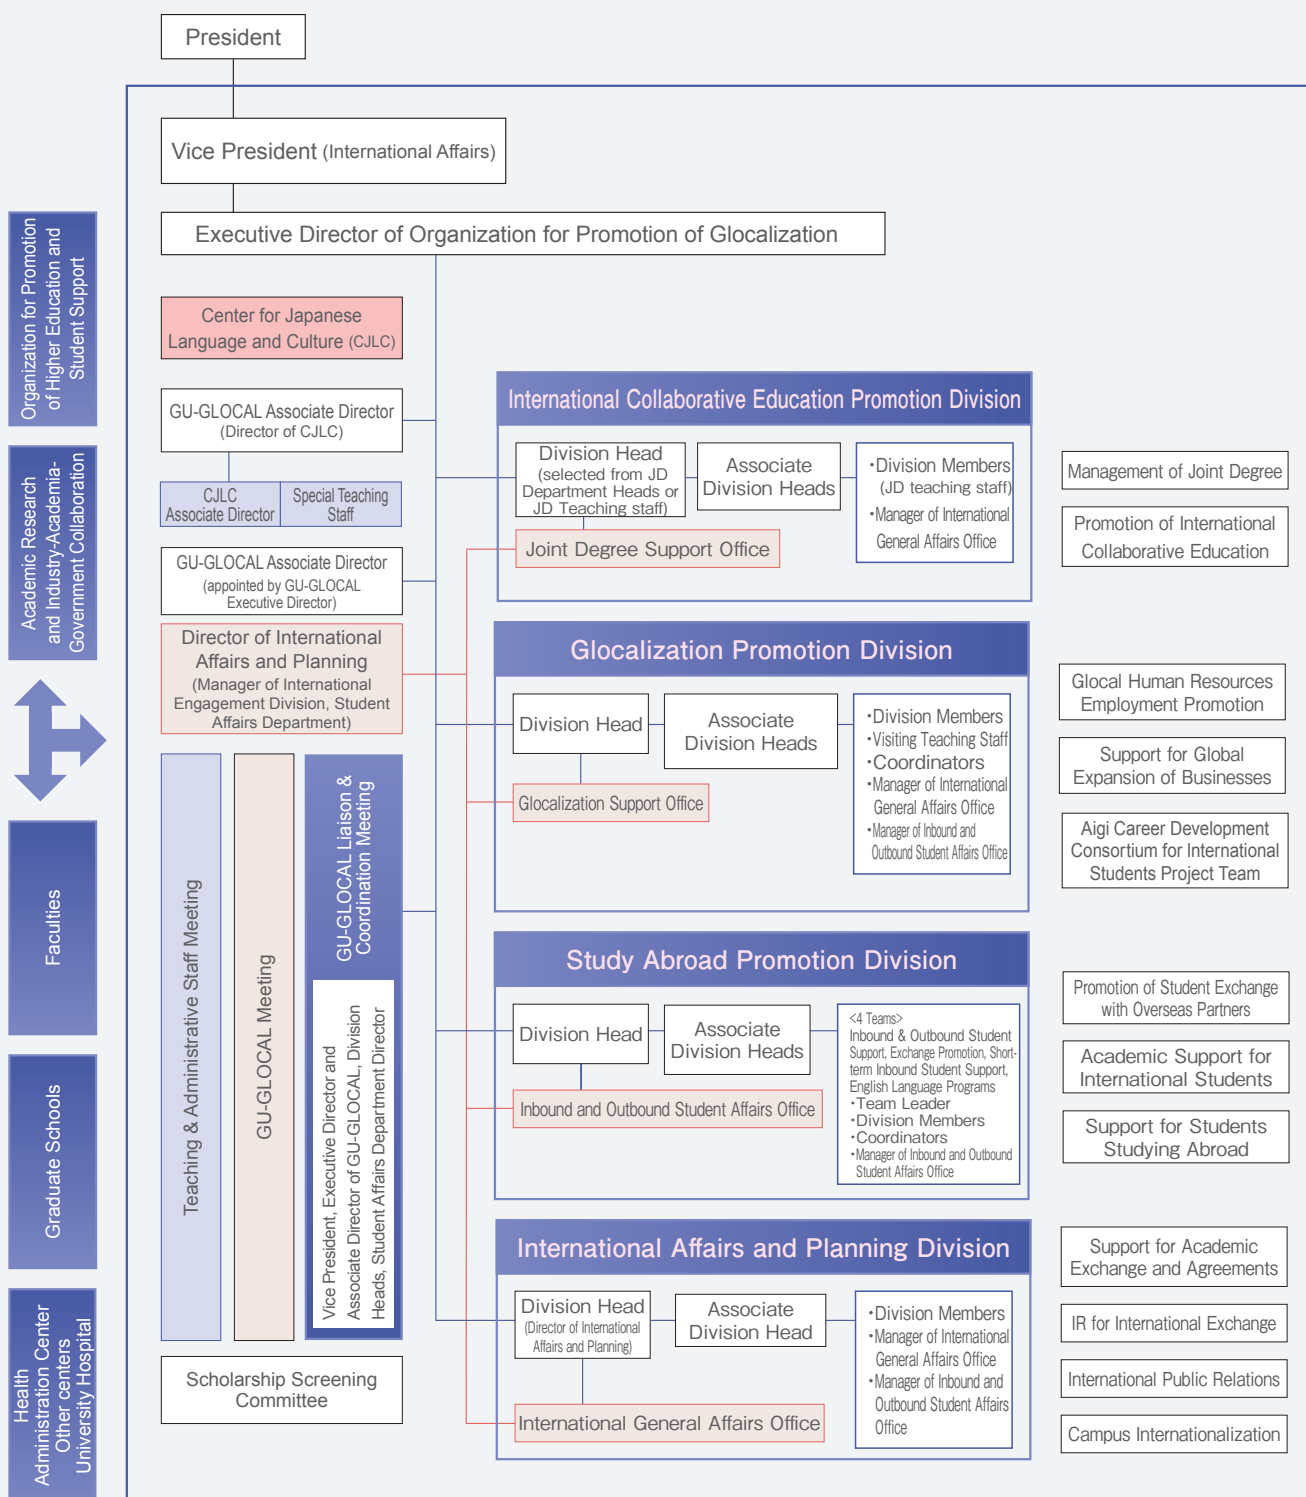 President
Vice President (International Affairs)
Executive Director of Organization for Promotion of Glocalization
Organization for Promotion
of Higher Education and
Student Support
Academic Research
and Industry-Academia-
Government Collaboration
Faculties
Graduate Schools
Health
Administration Center
Other centers
University Hospital
Center for Japanese
Language and Culture (CJLC)
GU-GLOCAL Associate Director
(Director of CJLC)
CJLC
Associate Director
Special Teaching
Staff
GU-GLOCAL Associate Director
(appointed by GU-GLOCAL
Executive Director)
Director of International
Affairs and Planning
(Manager of International
Engagement Division, Student
Affairs Department)
Teaching & Administrative Staff Meeting
GU-GLOCAL Meeting
GU-GLOCAL Liaison &
Coordination Meeting
Vice President, Executive Director and
Associate Director of GU-GLOCAL, Division
Heads, Student Affairs Department Director
Scholarship Screening
Committee
International Collaborative Education Promotion Division
Division Head
(selected from JD
Department Heads or
JD Teaching staff)
Associate
Division Heads
・Division Members
(JD teaching staff)
・Manager of International
General Affairs Office
Joint Degree Support Office
Management of Joint Degree
Promotion of International
Collaborative Education
Glocalization Promotion Division
Division Head
Associate
Division Heads
・Division Members
・Visiting Teaching Staff
・Coordinators
・Manager of International
General Affairs Office
・Manager of Inbound and
Outbound Student Affairs Office
Glocalization Support Office
Glocal Human Resources
Employment Promotion
Support for Global
Expansion of Businesses
Aigi Career Development
Consortium for International
Students Project Team
Study Abroad Promotion Division
Division Head
Associate
Division Heads
<4 Teams>
Inbound & Outbound Student
Support, Exchange Promotion, Short-
term Inbound Student Support,
English Language Programs
・Team Leader
・Division Members
・Coordinators
・Manager of Inbound and Outbound
Student Affairs Office
Inbound and Outbound Student Affairs Office
Promotion of Student Exchange
with Overseas Partners
Academic Support for
International Students
Support for Students
Studying Abroad
International Affairs and Planning Division
Division Head
(Director of International
Affairs and Planning)
Associate
Division Head
・Division Members
・Manager of International
General Affairs Office
・Manager of Inbound and
Outbound Student Affairs
Office
International General Affairs Office
Support for Academic
Exchange and Agreements
IR for International Exchange
International Public Relations
Campus Internationalization